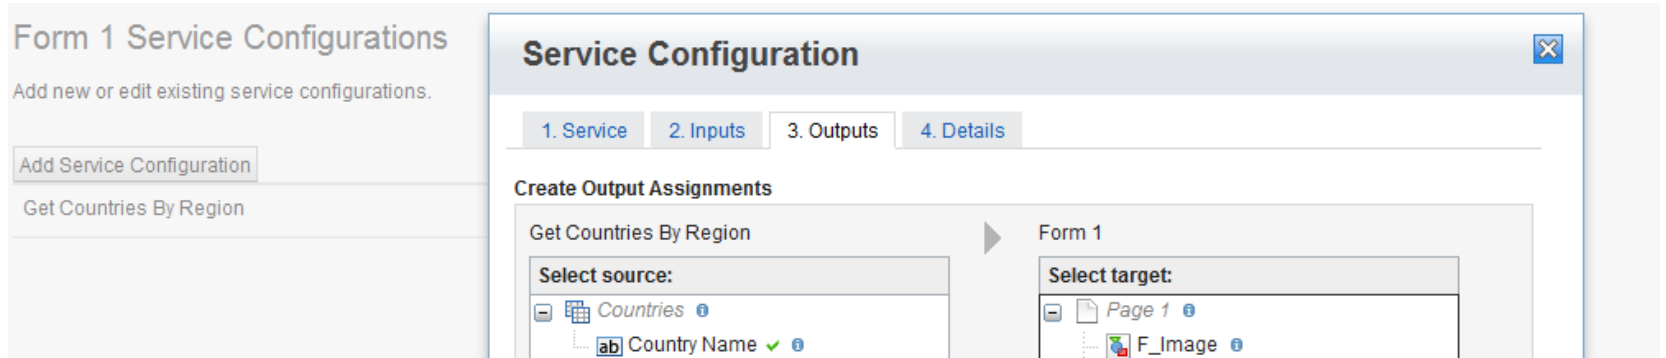 Form 1 Service Configurations
Add new or edit existing service configurations.
Add Service Configuration
Get Countries By Region
Service Configuration
1. Service 2. Inputs 3. Outputs 4. Details
Create Output Assignments
Get Countries By Region Form 1
Select source: Select target:
Countries Page 1
ab Country Name F_Image